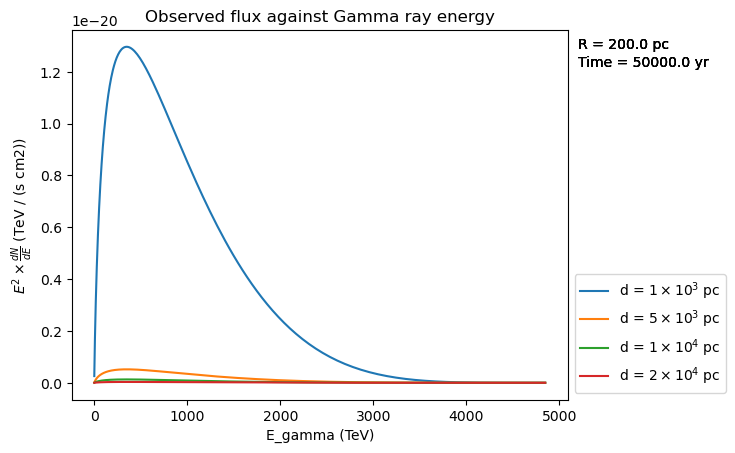 Observed flux against Gamma ray energy
1e−20
R = 200.0 pc
Time = 50000.0 yr
1.2
1.0
0.8
0.6
0.4
0.2
0.0
E² × dN/dE (TeV / (s cm2))
0 1000 2000 3000 4000 5000
E_gamma (TeV)
d = 1 × 10³ pc
d = 5 × 10³ pc
d = 1 × 10⁴ pc
d = 2 × 10⁴ pc